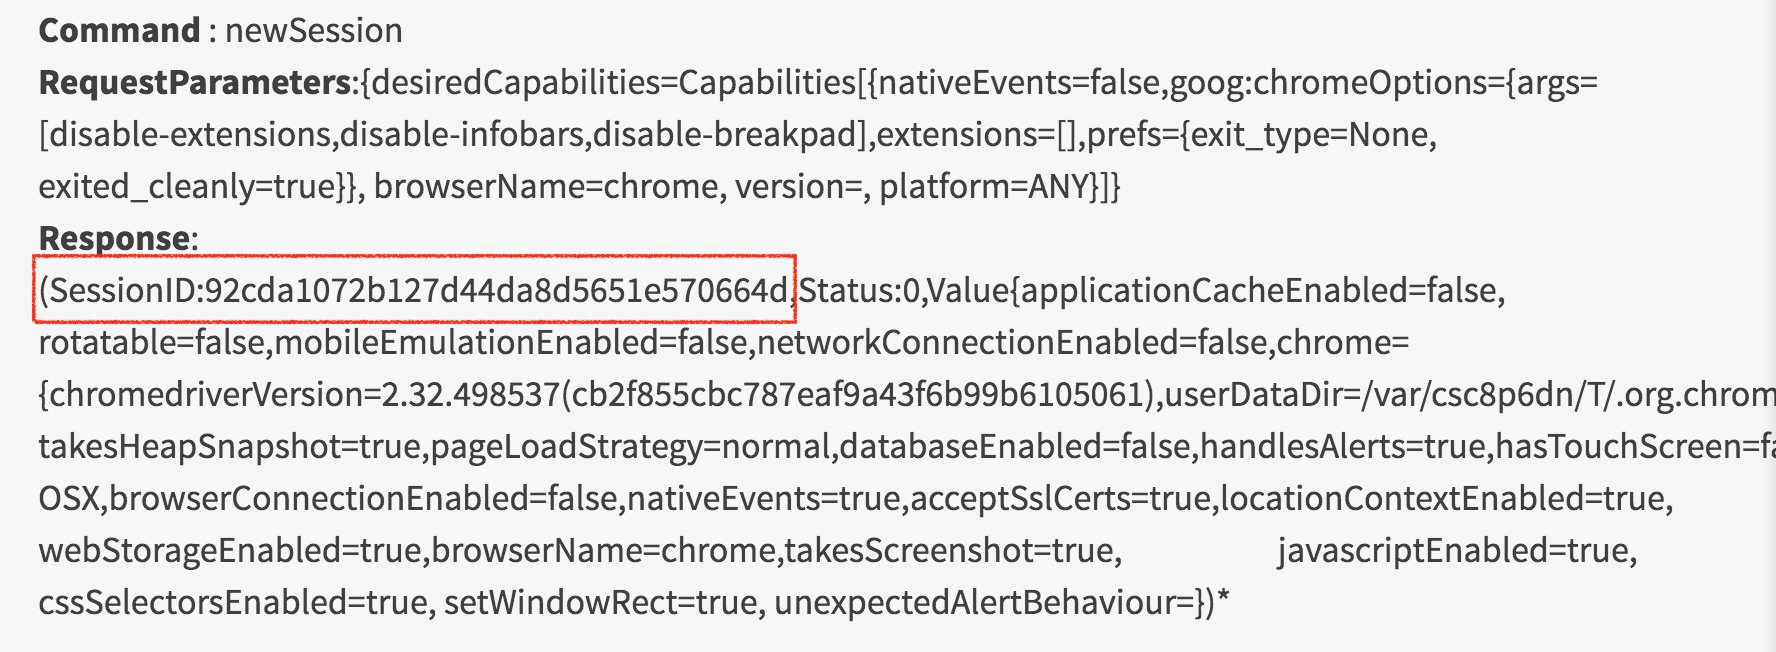 Command : newSession
RequestParameters:{desiredCapabilities=Capabilities[{nativeEvents=false,goog:chromeOptions={args=
[disable-extensions,disable-infobars,disable-breakpad],extensions=[],prefs={exit_type=None,
exited_cleanly=true}}, browserName=chrome, version=, platform=ANY}]}
Response:
(SessionID:92cda1072b127d44da8d5651e570664d,Status:0,Value{applicationCacheEnabled=false,
rotatable=false,mobileEmulationEnabled=false,networkConnectionEnabled=false,chrome=
{chromedriverVersion=2.32.498537(cb2f855cbc787eaf9a43f6b99b6105061),userDataDir=/var/csc8p6dn/T/.org.chrom
takesHeapSnapshot=true,pageLoadStrategy=normal,databaseEnabled=false,handlesAlerts=true,hasTouchScreen=fa
OSX,browserConnectionEnabled=false,nativeEvents=true,acceptSslCerts=true,locationContextEnabled=true,
webStorageEnabled=true,browserName=chrome,takesScreenshot=true, javascriptEnabled=true,
cssSelectorsEnabled=true, setWindowRect=true, unexpectedAlertBehaviour=})*